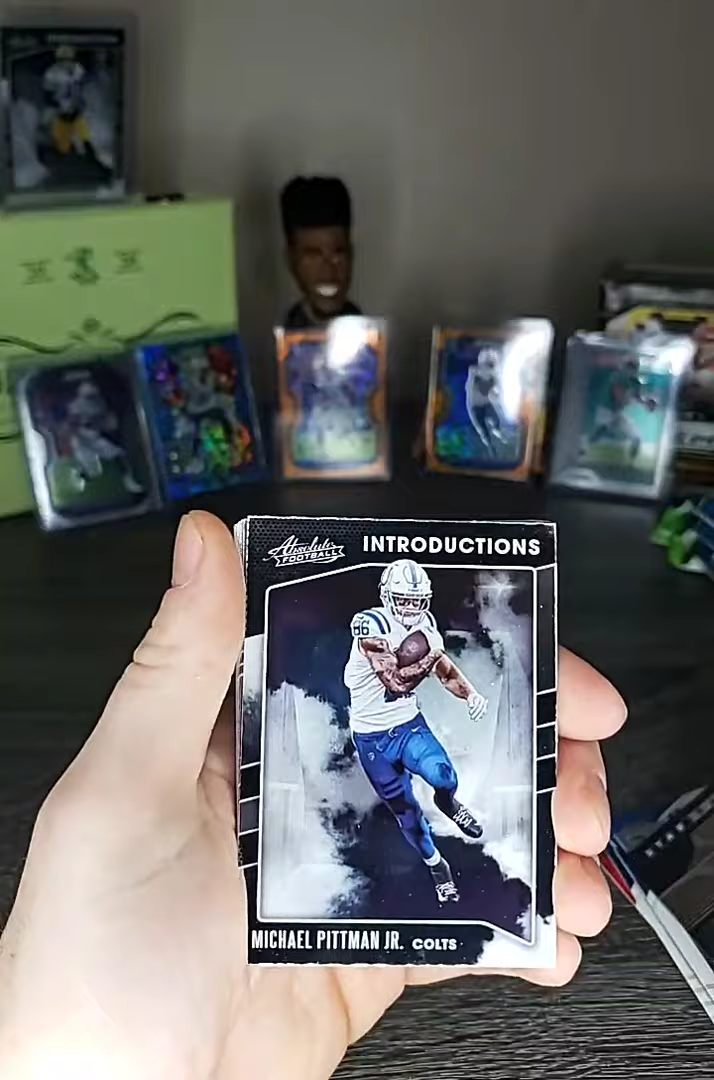 Absolute
FOOTBALL
INTRODUCTIONS
86
MICHAEL PITTMAN JR. COLTS